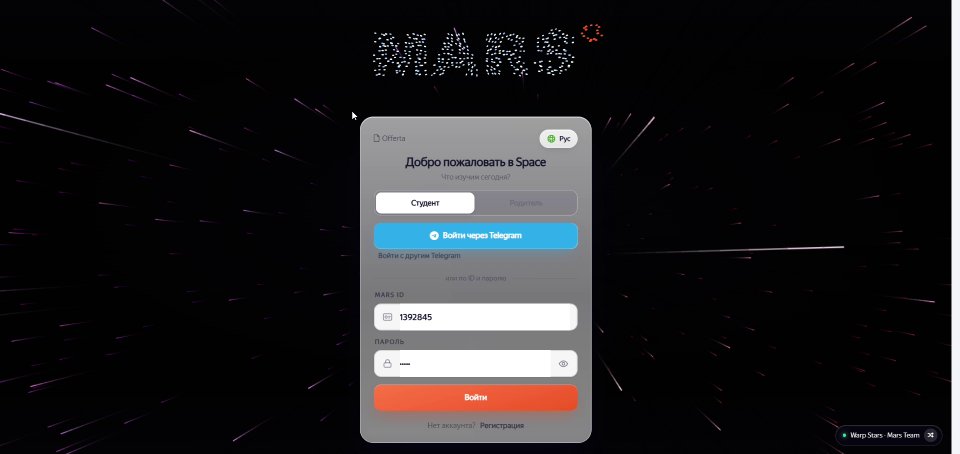 MARS
Offerta
Рус
Добро пожаловать в Space
Что изучим сегодня?
Студент
Родитель
Войти через Telegram
Войти с другим Telegram
или по ID и паролю
MARS ID
1392845
ПАРОЛЬ
Войти
Нет аккаунта? Регистрация
Warp Stars · Mars Team